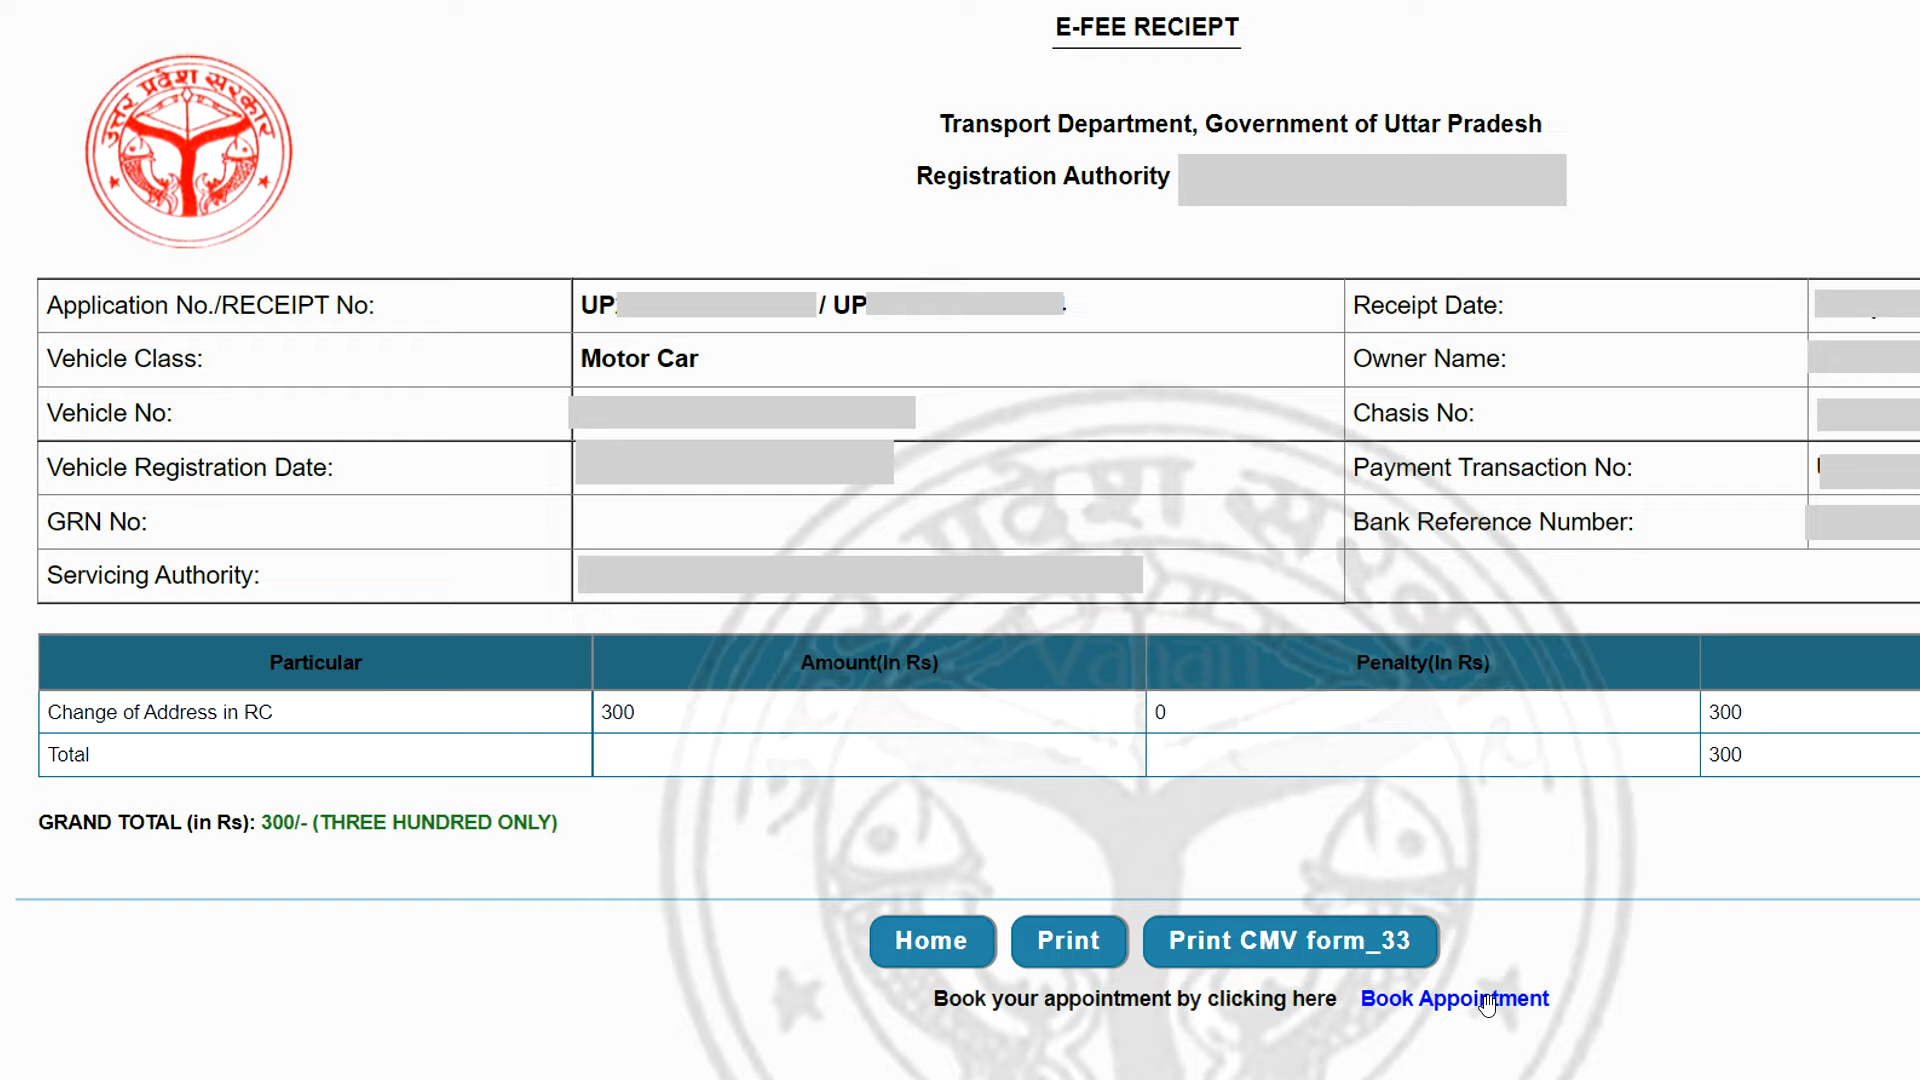 E-FEE RECIEPT
उत्तर प्रदेश सरकार
Transport Department, Government of Uttar Pradesh
Registration Authority
Application No./RECEIPT No: UP / UP Receipt Date:
Vehicle Class: Motor Car Owner Name:
Vehicle No: Chasis No:
Vehicle Registration Date: Payment Transaction No:
GRN No: Bank Reference Number:
Servicing Authority:
Particular Amount(In Rs) Penalty(In Rs)
Change of Address in RC 300 0 300
Total 300
GRAND TOTAL (in Rs): 300/- (THREE HUNDRED ONLY)
Home Print Print CMV form_33
Book your appointment by clicking here Book Appointment